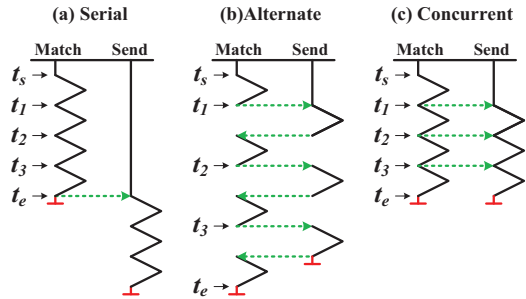 (a) Serial (b)Alternate (c) Concurrent
Match Send Match Send Match Send
ts ts ts
t1 t1 t1
t2
t2 t2
t3 t3
te t3 te
te